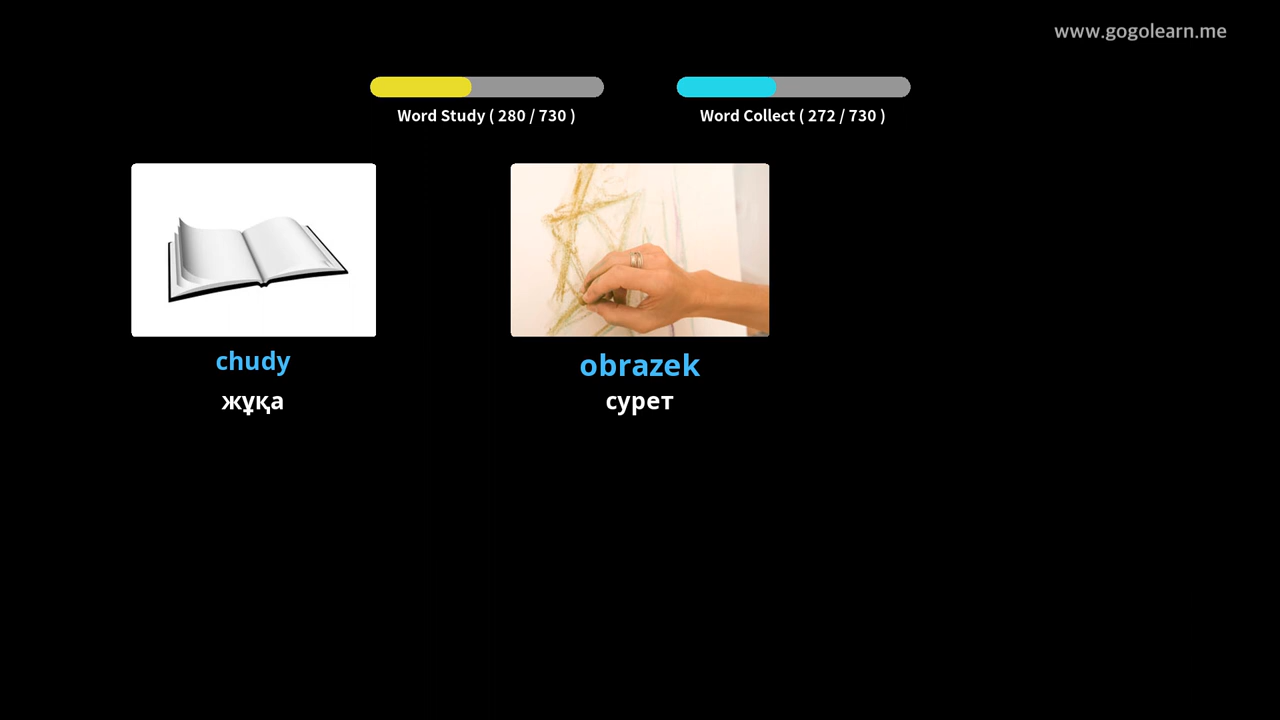 www.gogolearn.me
Word Study ( 280 / 730 )
Word Collect ( 272 / 730 )
chudy
жұқа
obrazek
сурет